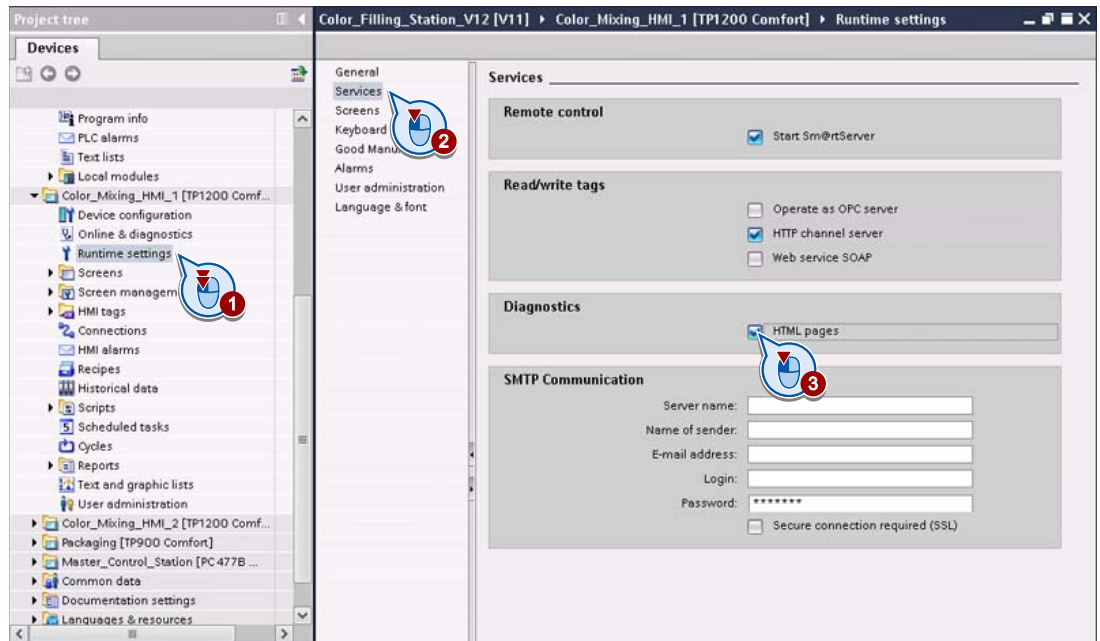 Project tree
Color_Filling_Station_V12 [V11] ▸ Color_Mixing_HMI_1 [TP1200 Comfort] ▸ Runtime settings
Devices
Program info
PLC alarms
Text lists
Local modules
Color_Mixing_HMI_1 [TP1200 Comf...
Device configuration
Online & diagnostics
Runtime settings
Screens
Screen managem
HMI tags
Connections
HMI alarms
Recipes
Historical data
Scripts
Scheduled tasks
Cycles
Reports
Text and graphic lists
User administration
Color_Mixing_HMI_2 [TP1200 Comf...
Packaging [TP900 Comfort]
Master_Control_Station [PC 477B ...
Common data
Documentation settings
Languages & resources
1
General
Services
Screens
Keyboard
Good Manu
Alarms
User administration
Language & font
2
Services
Remote control
Start Sm@rtServer
Read/write tags
Operate as OPC server
HTTP channel server
Web service SOAP
Diagnostics
HTML pages
3
SMTP Communication
Server name:
Name of sender:
E-mail address:
Login:
Password: *******
Secure connection required (SSL)